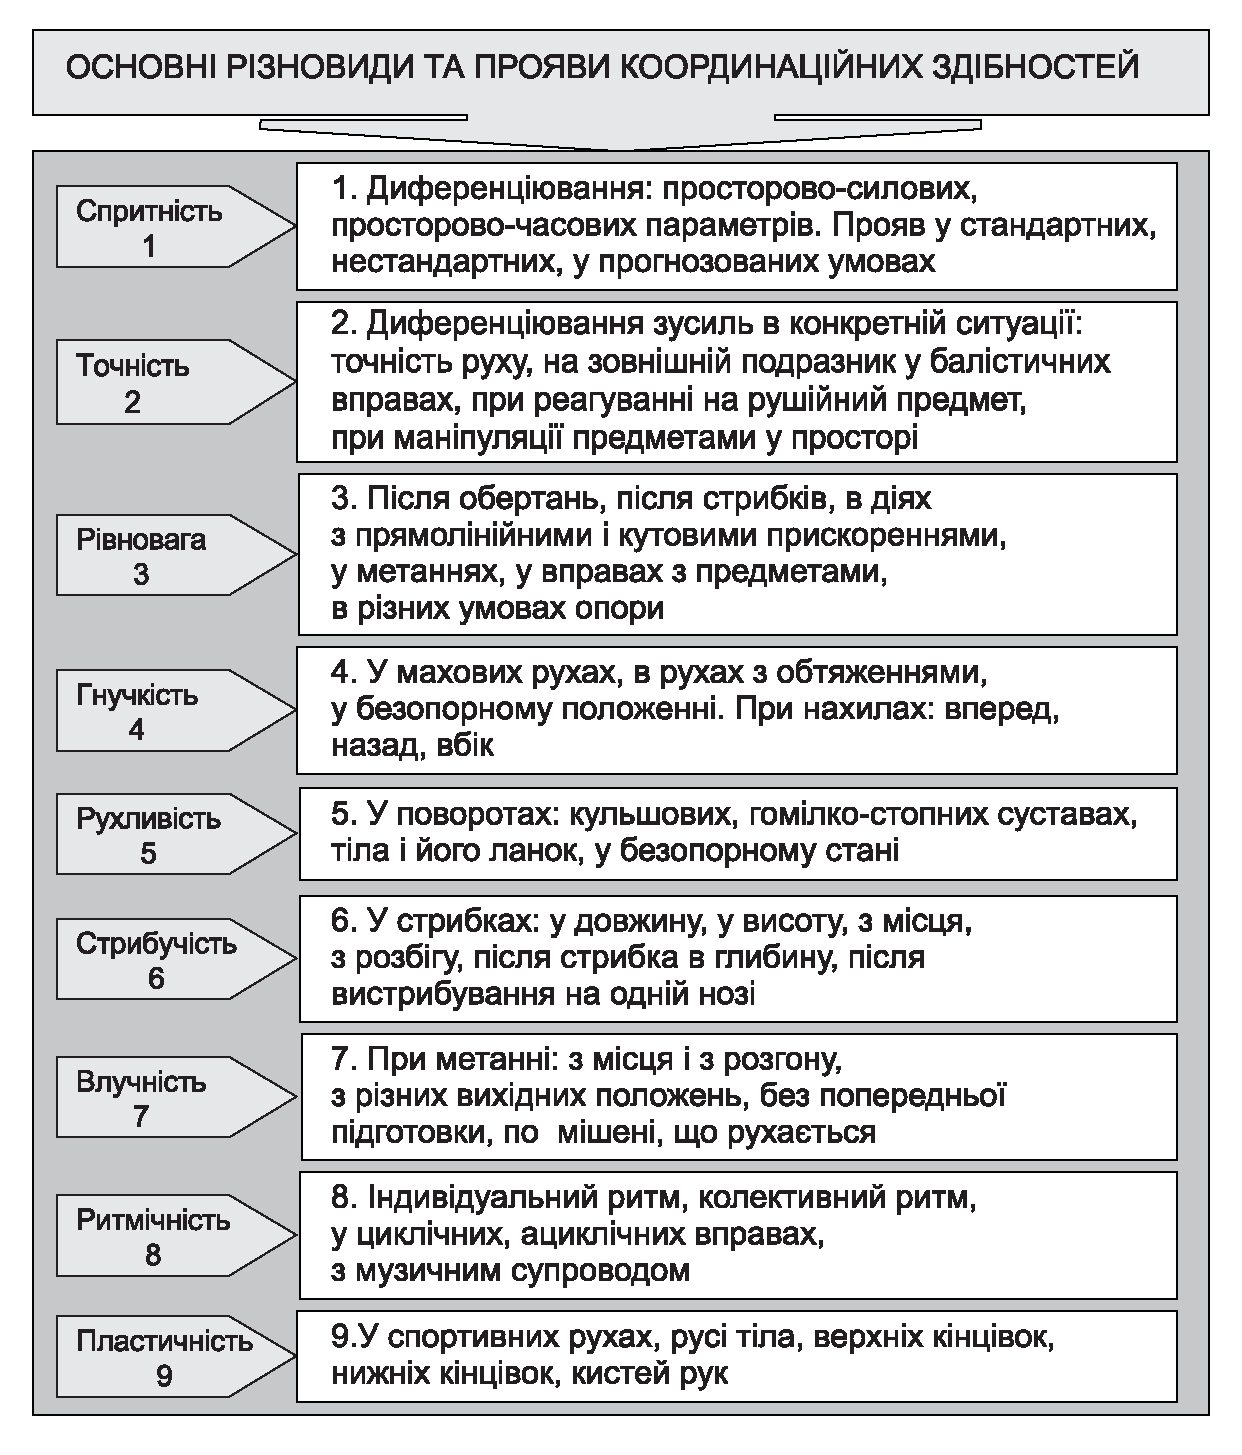 ОСНОВНІ РІЗНОВИДИ ТА ПРОЯВИ КООРДИНАЦІЙНИХ ЗДІБНОСТЕЙ
Спритність
1
1. Диференціювання: просторово-силових,
просторово-часових параметрів. Прояв у стандартних,
нестандартних, у прогнозованих умовах
Точність
2
2. Диференціювання зусиль в конкретній ситуації:
точність руху, на зовнішній подразник у балістичних
вправах, при реагуванні на рушійний предмет,
при маніпуляції предметами у просторі
Рівновага
3
3. Після обертань, після стрибків, в діях
з прямолінійними і кутовими прискореннями,
у метаннях, у вправах з предметами,
в різних умовах опори
Гнучкість
4
4. У махових рухах, в рухах з обтяженнями,
у безопорному положенні. При нахилах: вперед,
назад, вбік
Рухливість
5
5. У поворотах: кульшових, гомілко-стопних суставах,
тіла і його ланок, у безопорному стані
Стрибучість
6
6. У стрибках: у довжину, у висоту, з місця,
з розбігу, після стрибка в глибину, після
вистрибування на одній нозі
Влучність
7
7. При метанні: з місця і з розгону,
з різних вихідних положень, без попередньої
підготовки, по мішені, що рухається
Ритмічність
8
8. Індивідуальний ритм, колективний ритм,
у циклічних, ациклічних вправах,
з музичним супроводом
Пластичність
9
9.У спортивних рухах, русі тіла, верхніх кінцівок,
нижніх кінцівок, кистей рук